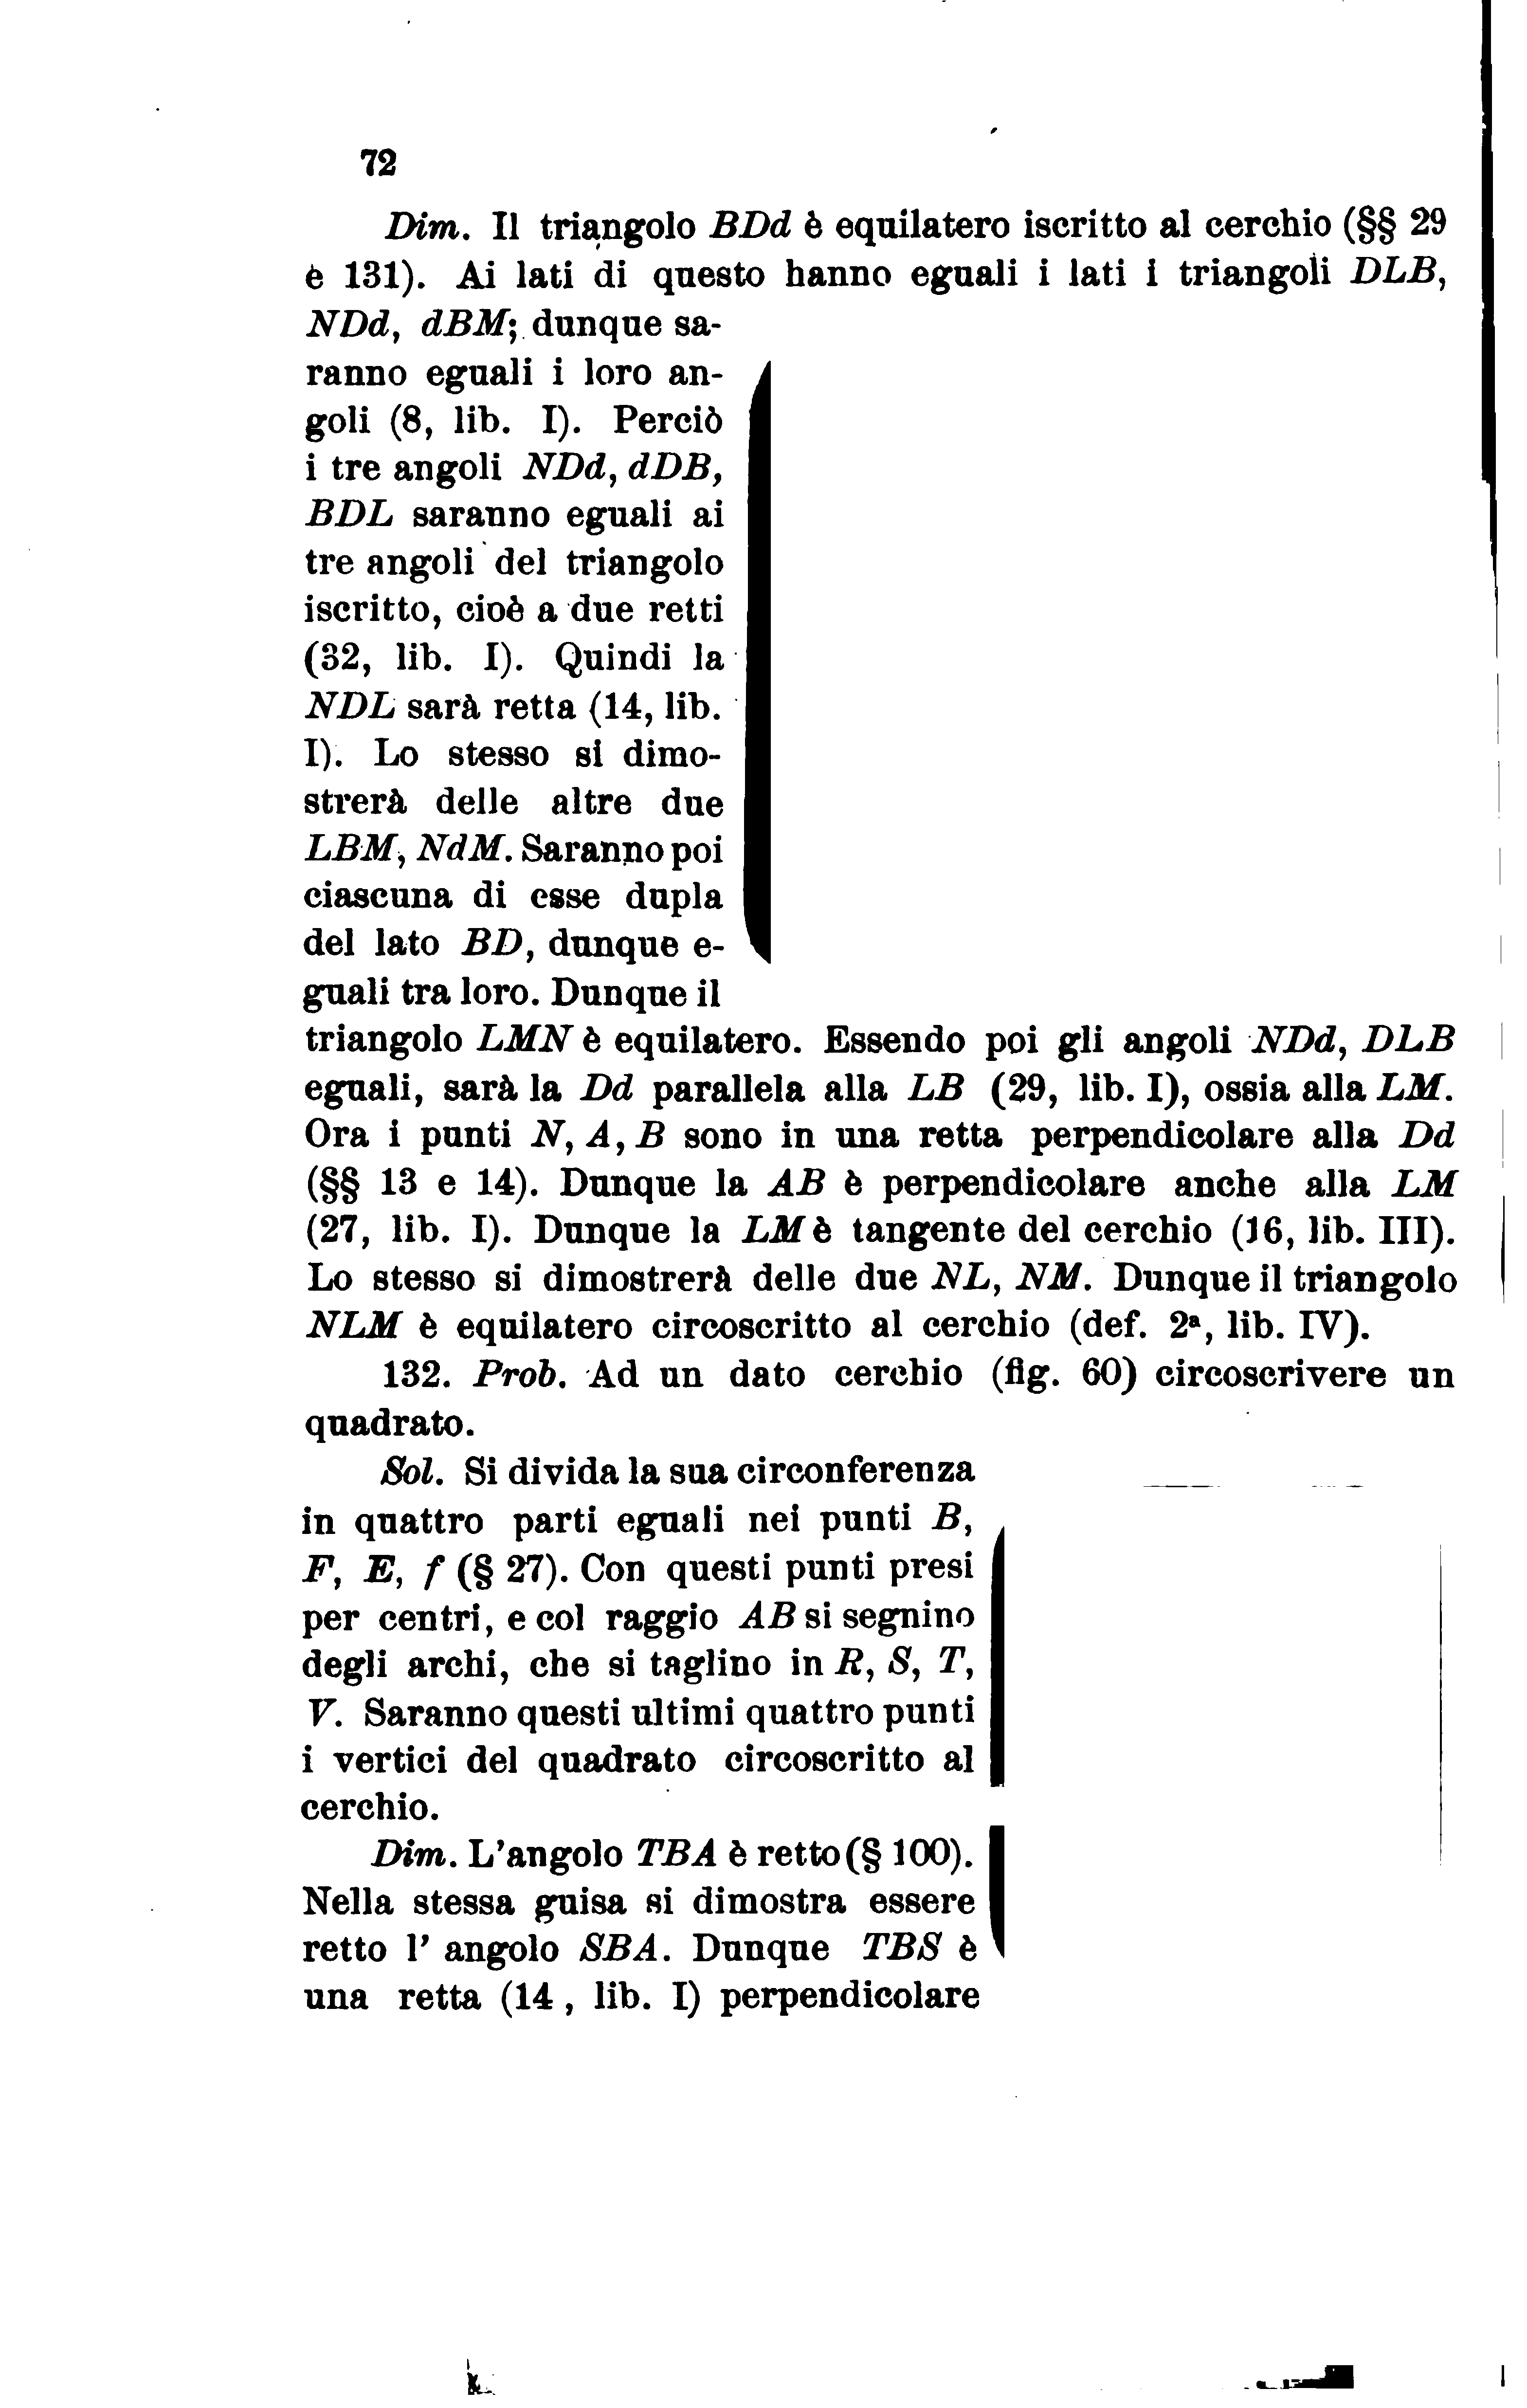 72
Dim. Il triangolo BDd è equilatero iscritto al cerchio (§§ 29
è 131). Ai lati di questo hanno eguali i lati i triangoli DLB,
NDd, dBM; dunque sa-
ranno eguali i loro an-
goli (8, lib. I). Perciò
i tre angoli NDd, dDB,
BDL saranno eguali ai
tre angoli del triangolo
iscritto, cioè a due retti
(32, lib. I). Quindi la
NDL sarà retta (14, lib.
I). Lo stesso si dimo-
strerà delle altre due
LBM, NdM. Saranno poi
ciascuna di esse dupla
del lato BD, dunque e-
guali tra loro. Dunque il
triangolo LMN è equilatero. Essendo poi gli angoli NDd, DLB
eguali, sarà la Dd parallela alla LB (29, lib. I), ossia alla LM.
Ora i punti N, A, B sono in una retta perpendicolare alla Dd
(§§ 13 e 14). Dunque la AB è perpendicolare anche alla LM
(27, lib. I). Dunque la LM è tangente del cerchio (16, lib. III).
Lo stesso si dimostrerà delle due NL, NM. Dunque il triangolo
NLM è equilatero circoscritto al cerchio (def. 2ª, lib. IV).
132. Prob. Ad un dato cerchio (fig. 60) circoscrivere un
quadrato.
Sol. Si divida la sua circonferenza
in quattro parti eguali nei punti B,
F, E, f (§ 27). Con questi punti presi
per centri, e col raggio AB si segnino
degli archi, che si taglino in R, S, T,
V. Saranno questi ultimi quattro punti
i vertici del quadrato circoscritto al
cerchio.
Dim. L'angolo TBA è retto (§ 100).
Nella stessa guisa si dimostra essere
retto l' angolo SBA. Dunque TBS è
una retta (14, lib. I) perpendicolare